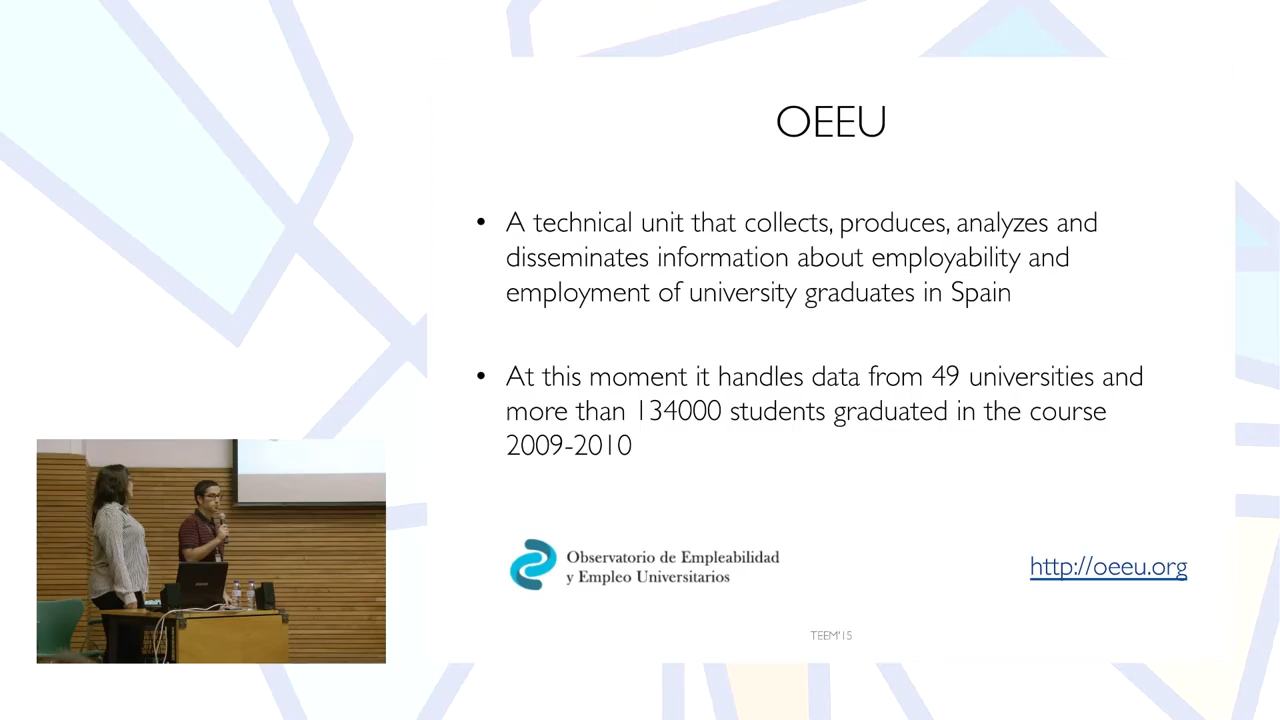 OEEU
• A technical unit that collects, produces, analyzes and
disseminates information about employability and
employment of university graduates in Spain
• At this moment it handles data from 49 universities and
more than 134000 students graduated in the course
2009-2010
Observatorio de Empleabilidad
y Empleo Universitarios
http://oeeu.org
TEEM'15